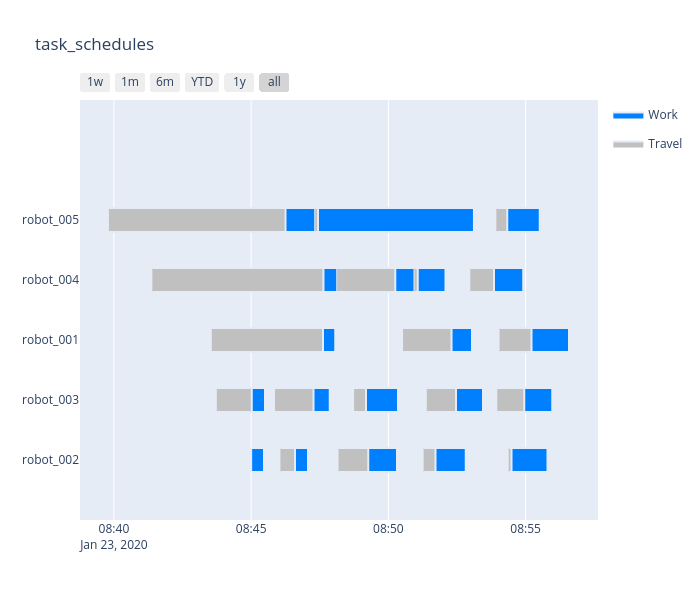 task_schedules
1w 1m 6m YTD 1y all
Work
Travel
robot_005
robot_004
robot_001
robot_003
robot_002
08:40 08:45 08:50 08:55
Jan 23, 2020